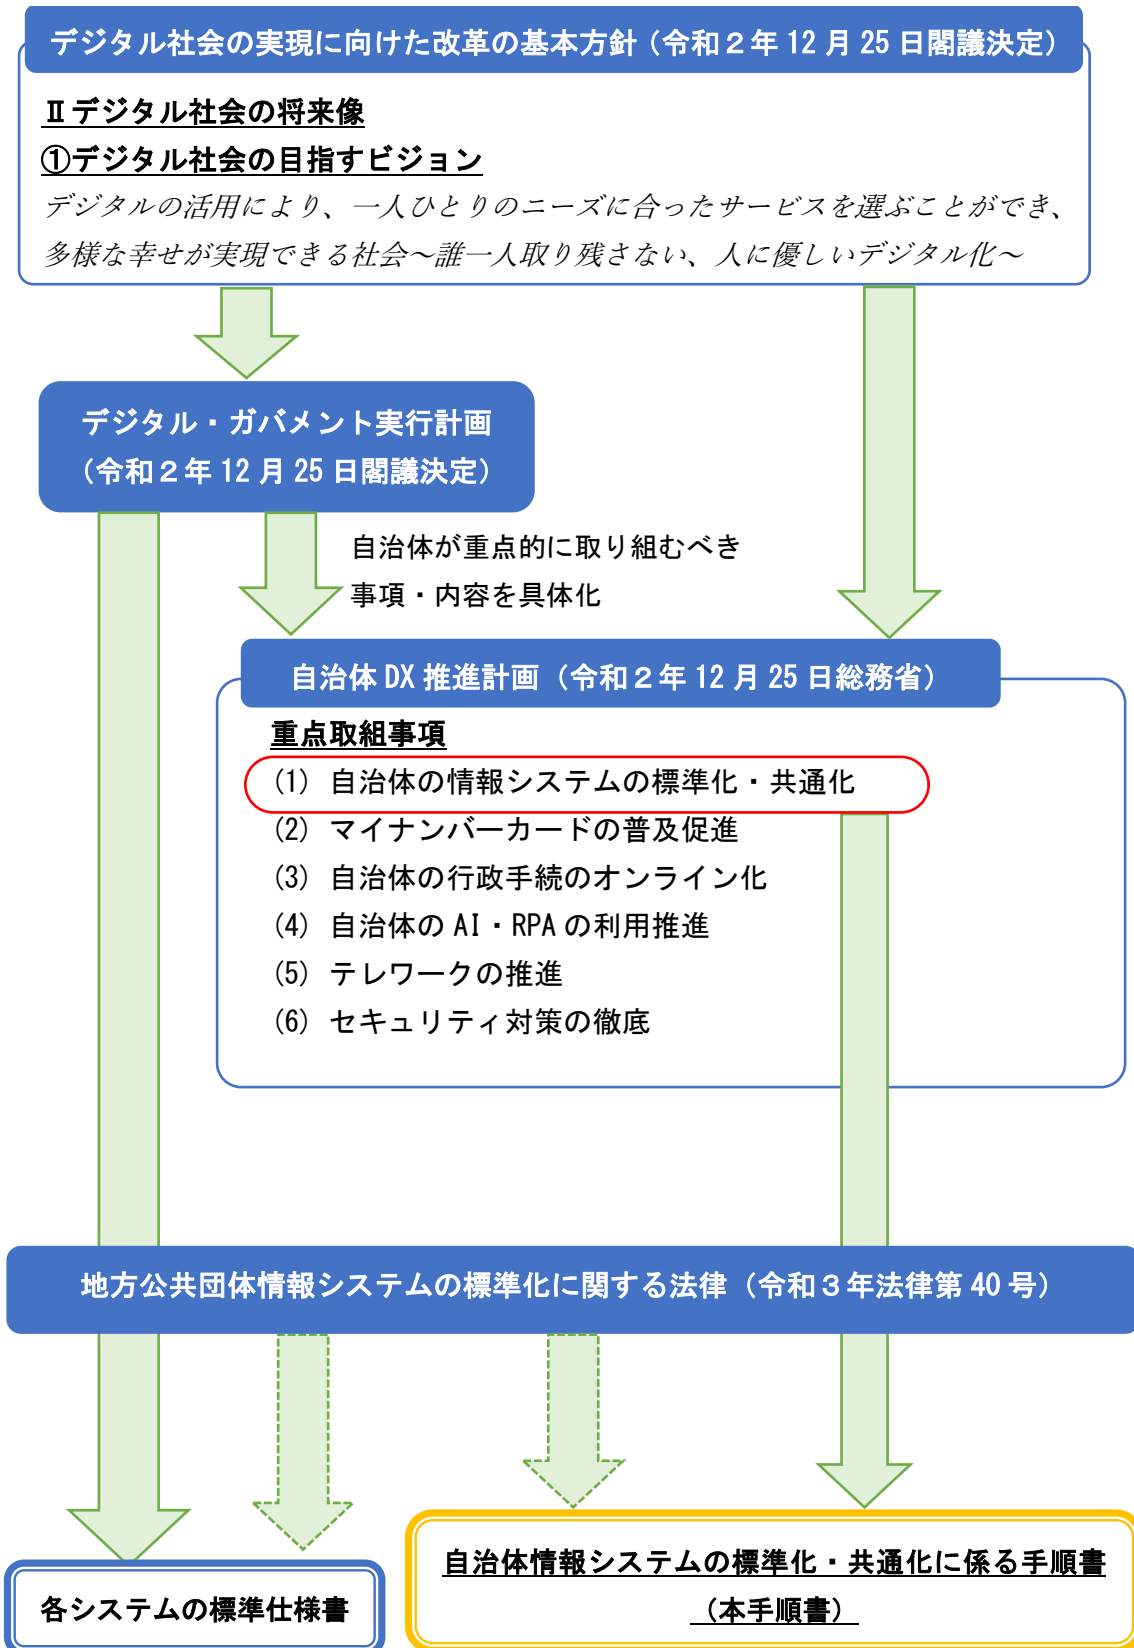 デジタル社会の実現に向けた改革の基本方針（令和２年12月25日閣議決定）
Ⅱデジタル社会の将来像
①デジタル社会の目指すビジョン
デジタルの活用により、一人ひとりのニーズに合ったサービスを選ぶことができ、
多様な幸せが実現できる社会～誰一人取り残さない、人に優しいデジタル化～
デジタル・ガバメント実行計画
（令和２年12月25日閣議決定）
自治体が重点的に取り組むべき
事項・内容を具体化
自治体DX推進計画（令和２年12月25日総務省）
重点取組事項
(1) 自治体の情報システムの標準化・共通化
(2) マイナンバーカードの普及促進
(3) 自治体の行政手続のオンライン化
(4) 自治体のAI・RPAの利用推進
(5) テレワークの推進
(6) セキュリティ対策の徹底
地方公共団体情報システムの標準化に関する法律（令和３年法律第40号）
自治体情報システムの標準化・共通化に係る手順書
（本手順書）
各システムの標準仕様書